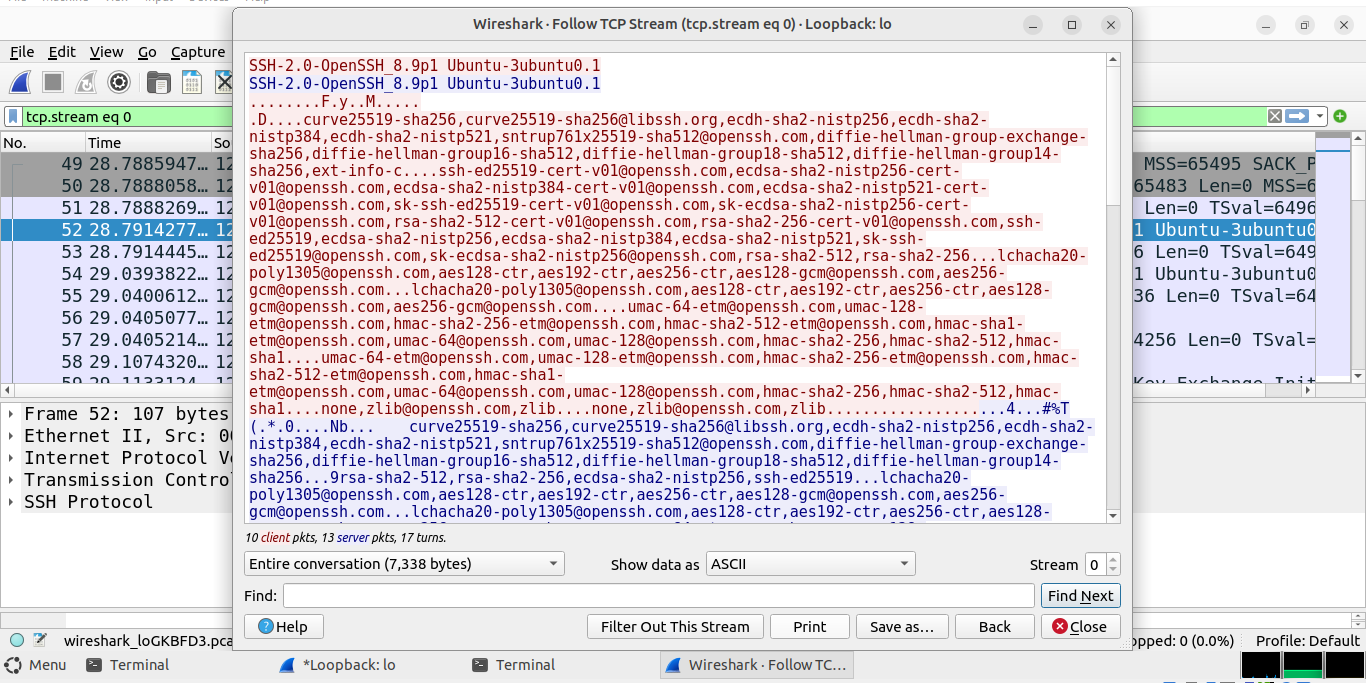 Wireshark · Follow TCP Stream (tcp.stream eq 0) · Loopback: lo
File Edit View Go Capture
tcp.stream eq 0
No. Time So
49 28.7885947… 12 MSS=65495 SACK_P
50 28.7888058… 12 65483 Len=0 MSS=6
51 28.7888269… 12 Len=0 TSval=6496
52 28.7914277… 12 1 Ubuntu-3ubuntu0
53 28.7914445… 12 6 Len=0 TSval=649
54 29.0393822… 12 1 Ubuntu-3ubuntu0
55 29.0400612… 12 36 Len=0 TSval=64
56 29.0405077… 12
57 29.0405214… 12 4256 Len=0 TSval=
58 29.1074320… 12
59 29.1133124 12 Key Exchange Init
Frame 52: 107 bytes
Ethernet II, Src: 00
Internet Protocol Ve
Transmission Contro
SSH Protocol
SSH-2.0-OpenSSH_8.9p1 Ubuntu-3ubuntu0.1
SSH-2.0-OpenSSH_8.9p1 Ubuntu-3ubuntu0.1
........F.y..M.....
.D....curve25519-sha256,curve25519-sha256@libssh.org,ecdh-sha2-nistp256,ecdh-sha2-
nistp384,ecdh-sha2-nistp521,sntrup761x25519-sha512@openssh.com,diffie-hellman-group-exchange-
sha256,diffie-hellman-group16-sha512,diffie-hellman-group18-sha512,diffie-hellman-group14-
sha256,ext-info-c....ssh-ed25519-cert-v01@openssh.com,ecdsa-sha2-nistp256-cert-
v01@openssh.com,ecdsa-sha2-nistp384-cert-v01@openssh.com,ecdsa-sha2-nistp521-cert-
v01@openssh.com,sk-ssh-ed25519-cert-v01@openssh.com,sk-ecdsa-sha2-nistp256-cert-
v01@openssh.com,rsa-sha2-512-cert-v01@openssh.com,rsa-sha2-256-cert-v01@openssh.com,ssh-
ed25519,ecdsa-sha2-nistp256,ecdsa-sha2-nistp384,ecdsa-sha2-nistp521,sk-ssh-
ed25519@openssh.com,sk-ecdsa-sha2-nistp256@openssh.com,rsa-sha2-512,rsa-sha2-256...lchacha20-
poly1305@openssh.com,aes128-ctr,aes192-ctr,aes256-ctr,aes128-gcm@openssh.com,aes256-
gcm@openssh.com...lchacha20-poly1305@openssh.com,aes128-ctr,aes192-ctr,aes256-ctr,aes128-
gcm@openssh.com,aes256-gcm@openssh.com....umac-64-etm@openssh.com,umac-128-
etm@openssh.com,hmac-sha2-256-etm@openssh.com,hmac-sha2-512-etm@openssh.com,hmac-sha1-
etm@openssh.com,umac-64@openssh.com,umac-128@openssh.com,hmac-sha2-256,hmac-sha2-512,hmac-
sha1....umac-64-etm@openssh.com,umac-128-etm@openssh.com,hmac-sha2-256-etm@openssh.com,hmac-
sha2-512-etm@openssh.com,hmac-sha1-
etm@openssh.com,umac-64@openssh.com,umac-128@openssh.com,hmac-sha2-256,hmac-sha2-512,hmac-
sha1....none,zlib@openssh.com,zlib....none,zlib@openssh.com,zlib.....................4...#%T
(.*.0....Nb... curve25519-sha256,curve25519-sha256@libssh.org,ecdh-sha2-nistp256,ecdh-sha2-
nistp384,ecdh-sha2-nistp521,sntrup761x25519-sha512@openssh.com,diffie-hellman-group-exchange-
sha256,diffie-hellman-group16-sha512,diffie-hellman-group18-sha512,diffie-hellman-group14-
sha256...9rsa-sha2-512,rsa-sha2-256,ecdsa-sha2-nistp256,ssh-ed25519...lchacha20-
poly1305@openssh.com,aes128-ctr,aes192-ctr,aes256-ctr,aes128-gcm@openssh.com,aes256-
gcm@openssh.com...lchacha20-poly1305@openssh.com,aes128-ctr,aes192-ctr,aes256-ctr,aes128-
10 client pkts, 13 server pkts, 17 turns.
Entire conversation (7,338 bytes) Show data as ASCII Stream 0
Find: Find Next
Help Filter Out This Stream Print Save as… Back Close
wireshark_loGKBFD3.pca opped: 0 (0.0%) Profile: Default
Menu Terminal *Loopback: lo Terminal Wireshark · Follow TC…